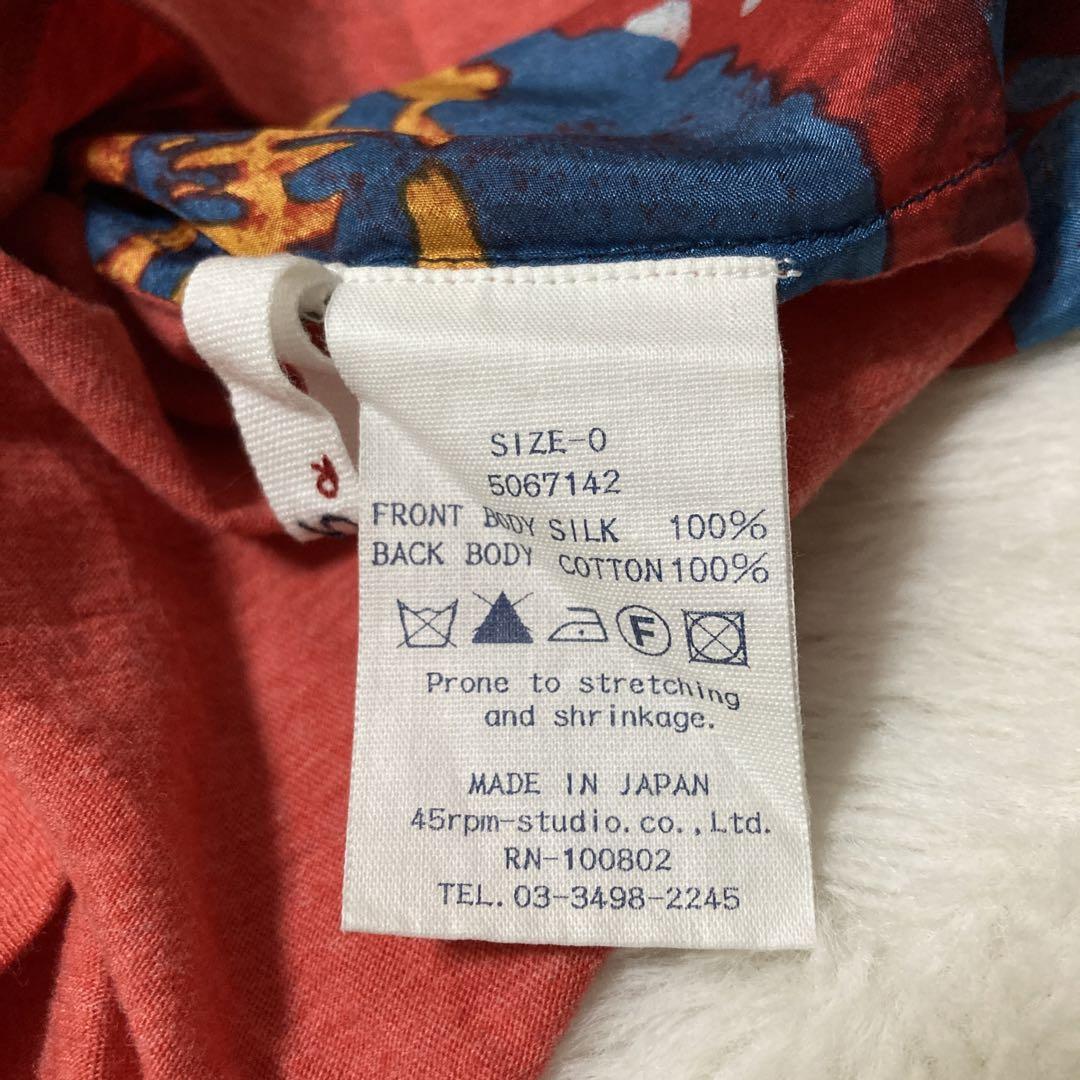 SIZE-0
5067142
FRONT BODY SILK 100%
BACK BODY COTTON 100%
F
Prone to stretching
and shrinkage.
MADE IN JAPAN
45rpm-studio.co.,Ltd.
RN-100802
TEL. 03-3498-2245
R